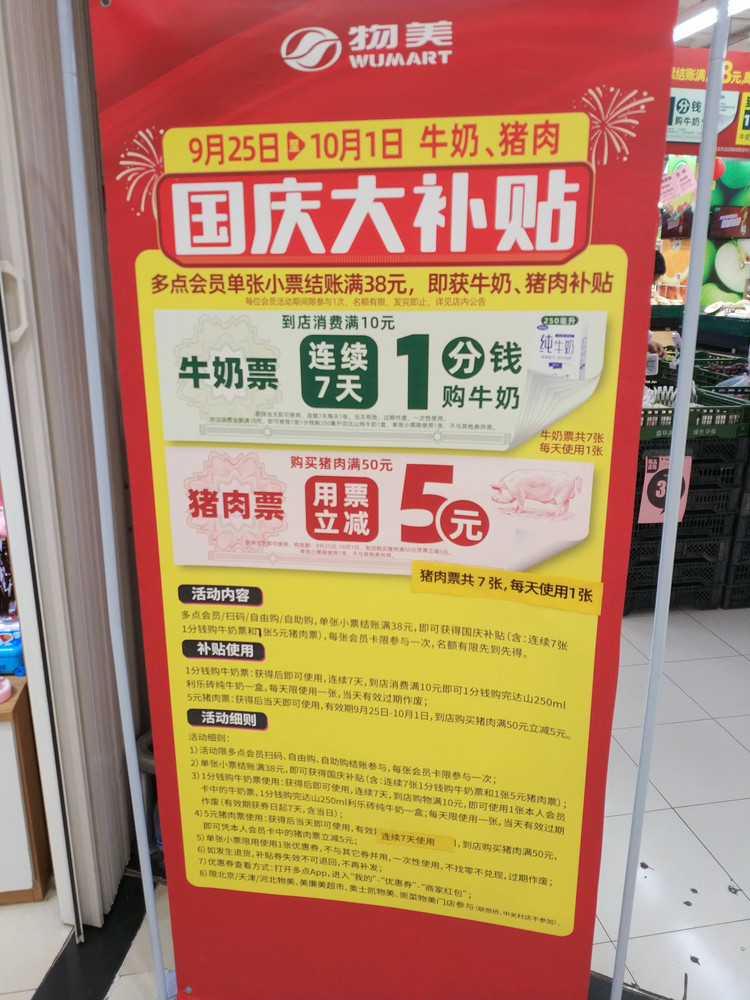 物美
WUMART
9月25日至10月1日 牛奶、猪肉
国庆大补贴
多点会员单张小票结账满38元，即获牛奶、猪肉补贴
每位会员活动期间限参与1次，名额有限，发完即止，详见店内公告
到店消费满10元
牛奶票 连续7天 1分钱购牛奶
250毫升
纯牛奶
牛奶票共7张
每天使用1张
购买猪肉满50元
猪肉票 用票立减 5元
猪肉票共7张，每天使用1张
活动内容
多点会员/扫码/自由购/自助购，单张小票结账满38元，即可获得国庆补贴（含：连续7张
1分钱购牛奶票和1张5元猪肉票），每张会员卡限参与一次，名额有限先到先得。
补贴使用
1分钱购牛奶票：获得后即可使用，连续7天，到店消费满10元即可1分钱购完达山250ml
利乐砖纯牛奶一盒，每天限使用一张，当天有效过期作废；
5元猪肉票：获得后当天即可使用，有效期9月25日-10月1日，到店购买猪肉满50元立减5元。
活动细则
活动细则：
1）活动限多点会员扫码、自由购、自助购结账参与，每张会员卡限参与一次；
2）单张小票结账满38元，即可获得国庆补贴（含：连续7张1分钱购牛奶票和1张5元猪肉票）；
3）1分钱购牛奶票使用：获得后即可使用，连续7天，到店购物满10元，即可使用1张本人会员
卡中的牛奶票，1分钱购完达山250ml利乐砖纯牛奶一盒；每天限使用一张，当天有效过期
作废（有效期获券日起7天，含当日）；
4）5元猪肉票使用：获得后当天即可使用，有效 连续7天使用 ，到店购买猪肉满50元，
即可凭本人会员卡中的猪肉票立减5元；
5）单张小票限用使用1张优惠券，不与其它券并用，一次性使用，不找零不兑现，过期作废；
6）如发生退货，补贴券失效不可退回，不再补发；
7）优惠券查看方式：打开多点App，进入“我的”-“优惠券”-“商家红包”；
8）限北京/天津/河北物美、美廉美超市、奥士凯物美、崇菜物美门店参与（联想桥、中关村店不参加）。